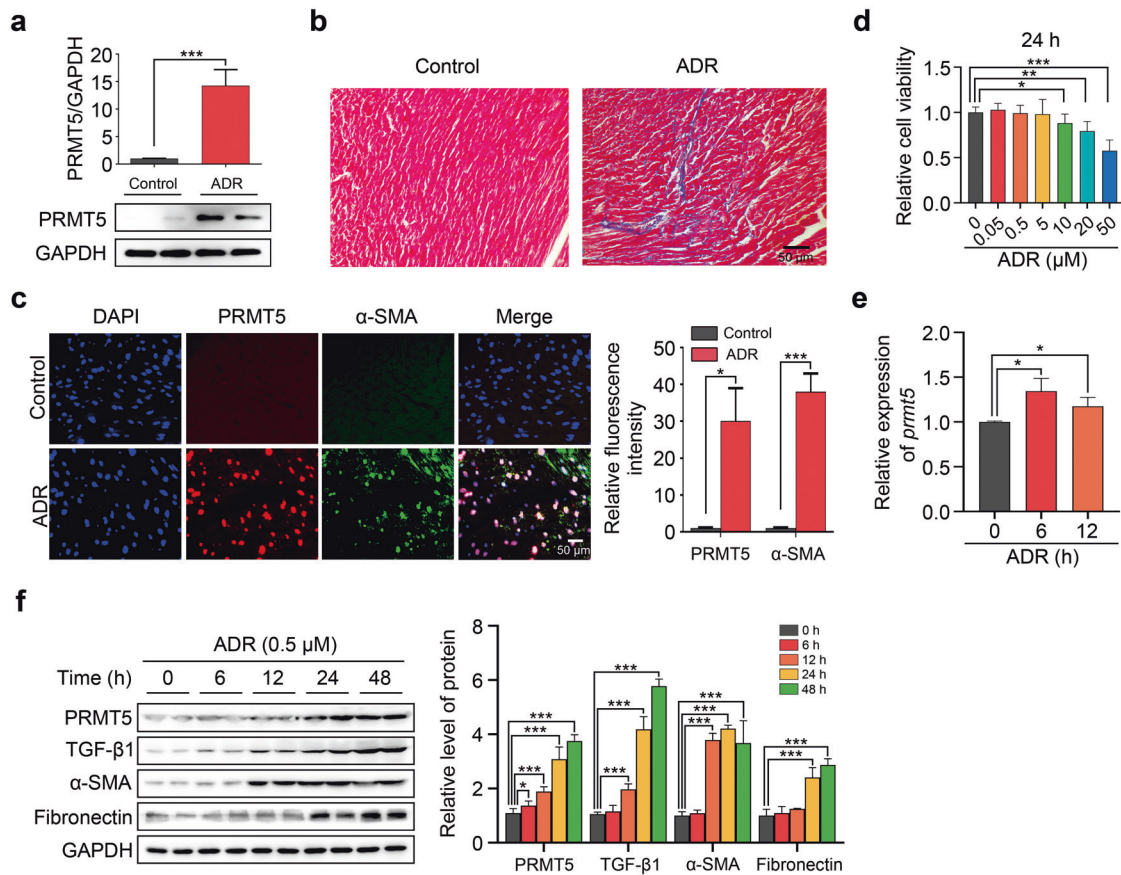 a
PRMT5/GAPDH
20
15
10
5
0
***
Control
ADR
PRMT5
GAPDH
b
Control
ADR
50 µm
c
DAPI
PRMT5
α-SMA
Merge
Control
ADR
50 µm
Relative fluorescence
intensity
50
40
30
20
10
0
Control
ADR
*
***
PRMT5
α-SMA
d
24 h
Relative cell viability
1.5
1.0
0.5
0.0
***
**
*
0
0.05
0.5
5
10
20
50
ADR (µM)
e
Relative expression
of prmt5
2.0
1.5
1.0
0.5
0.0
*
*
0
6
12
ADR (h)
f
ADR (0.5 µM)
Time (h)
0
6
12
24
48
PRMT5
TGF-β1
α-SMA
Fibronectin
GAPDH
Relative level of protein
8
6
4
2
0
0 h
6 h
12 h
24 h
48 h
***
***
***
*
***
***
***
***
***
***
***
***
PRMT5
TGF-β1
α-SMA
Fibronectin